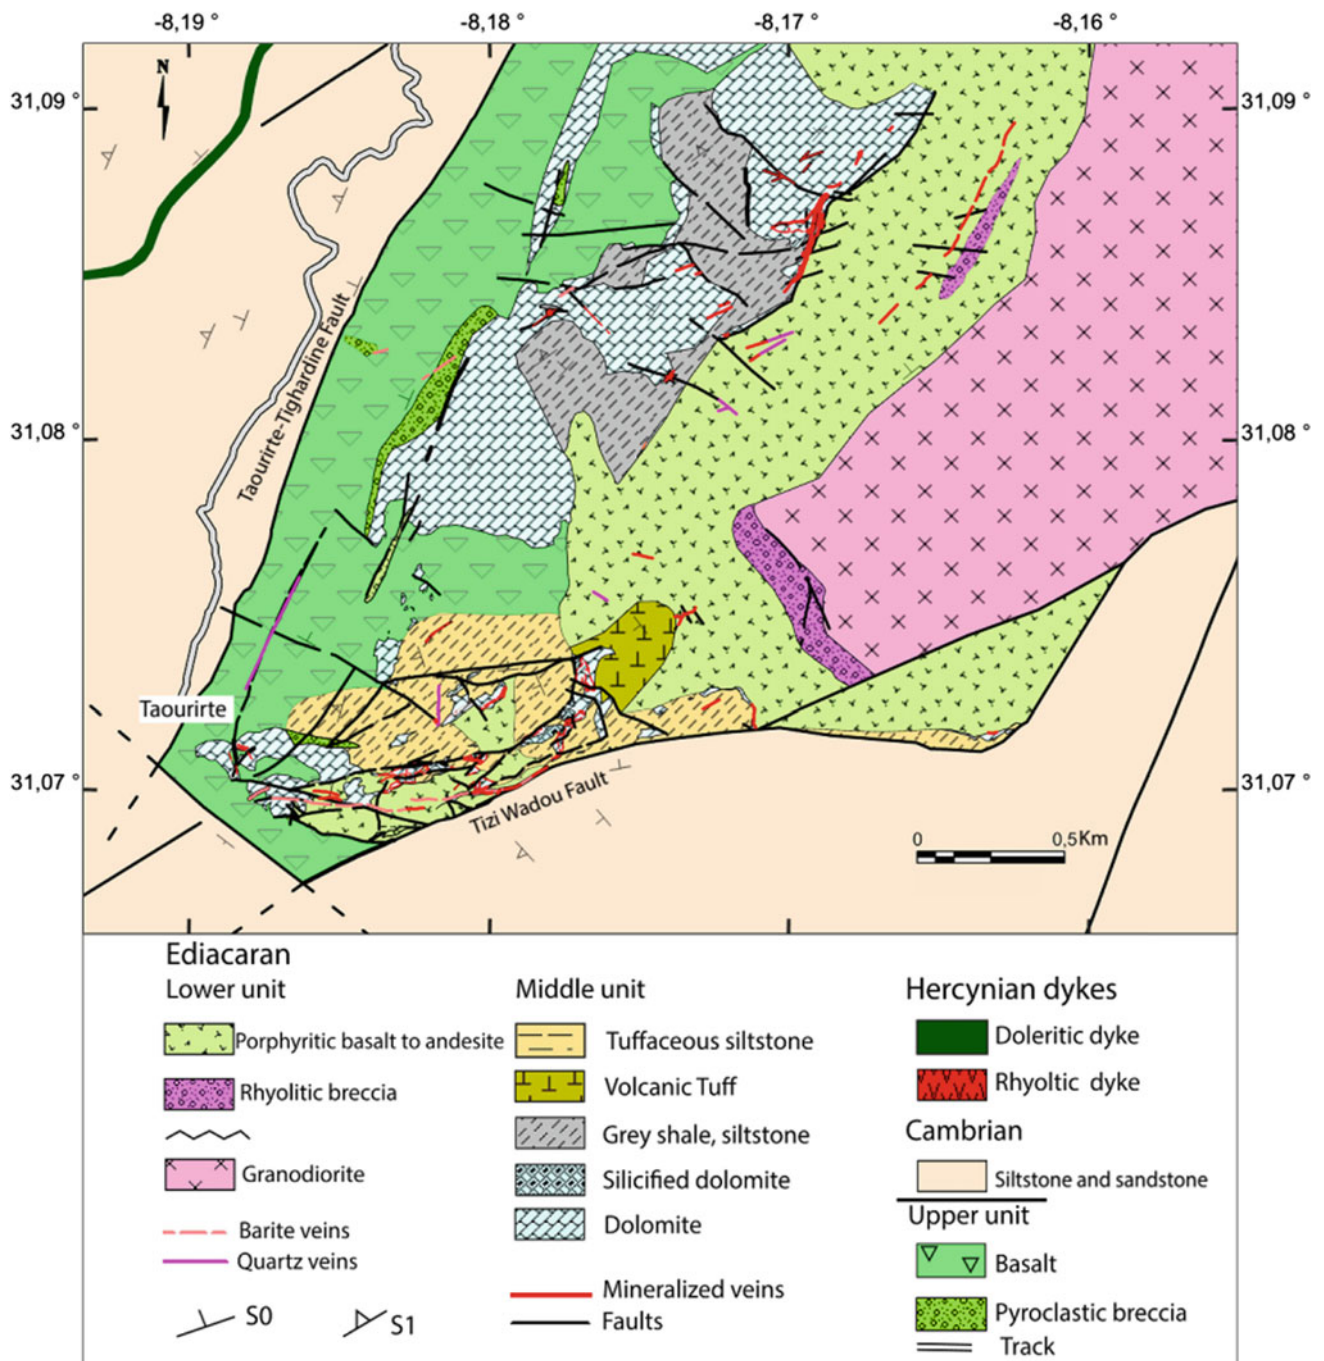 -8,19 ° -8,18 ° -8,17 ° -8,16 °
N
31.09 ° 31,09 °
Taourirte-Tighardine Fault
31.08 ° 31,08 °
Taourirte
31,07 ° 31,07 °
Tizi Wadou Fault
0 0,5Km
Ediacaran
Lower unit
Porphyritic basalt to andesite
Rhyolitic breccia
Granodiorite
Barite veins
Quartz veins
S0 S1
Middle unit
Tuffaceous siltstone
Volcanic Tuff
Grey shale, siltstone
Silicified dolomite
Dolomite
Mineralized veins
Faults
Hercynian dykes
Doleritic dyke
Rhyoltic dyke
Cambrian
Siltstone and sandstone
Upper unit
Basalt
Pyroclastic breccia
Track